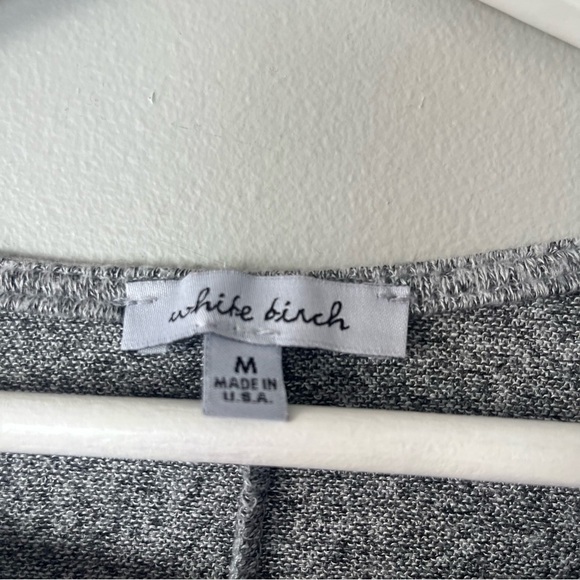 white birch
M
MADE IN
U.S.A.